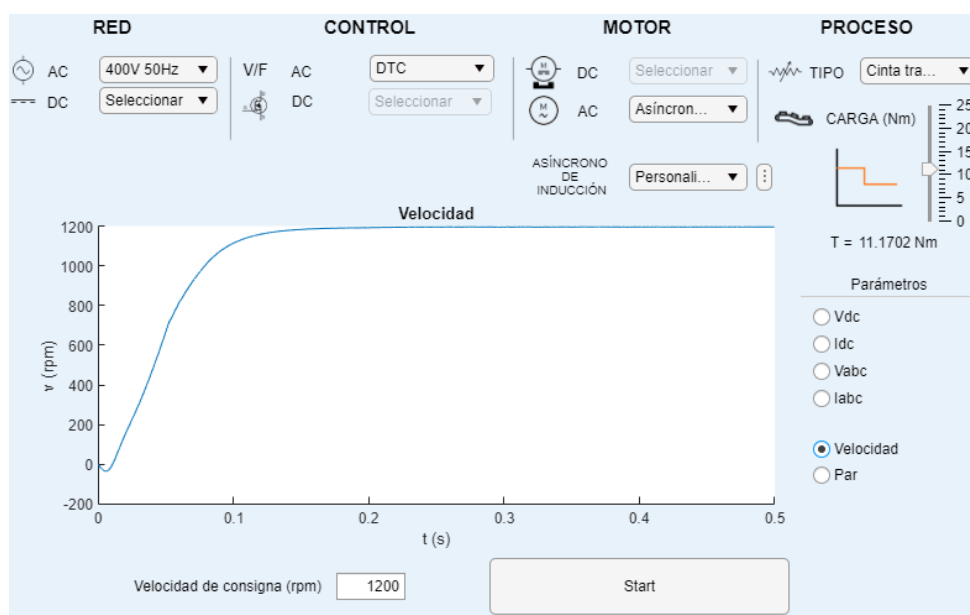 RED CONTROL MOTOR PROCESO
AC 400V 50Hz V/F AC DTC DC Seleccionar TIPO Cinta tra...
DC Seleccionar DC Seleccionar AC Asíncron... CARGA (Nm)
25
20
15
10
5
0
ASÍNCRONO
DE
INDUCCIÓN
Personali...
T = 11.1702 Nm
Velocidad
1200
1000
800
600
400
200
0
-200
v (rpm)
0 0.1 0.2 0.3 0.4 0.5
t (s)
Parámetros
Vdc
Idc
Vabc
Iabc
Velocidad
Par
Velocidad de consigna (rpm) 1200 Start